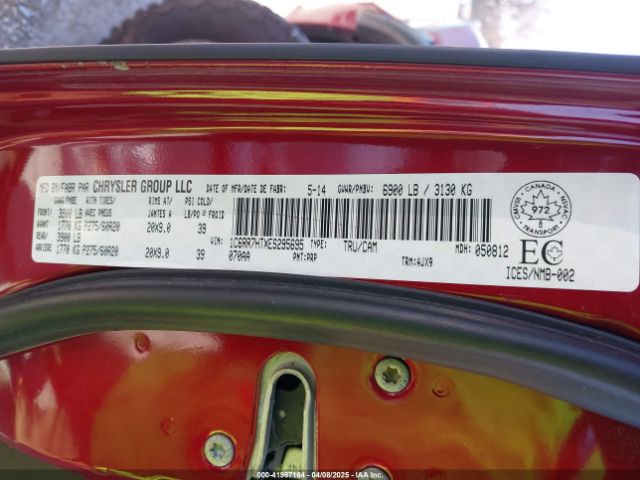 MFD BY/FABR PAR CHRYSLER GROUP LLC DATE OF MFR/DATE DE FABR: 5-14 GVWR/PNBV: 6900 LB / 3130 KG
GAWR/PNBE WITH TIRES/ RIMS AT/ PSI COLD/
FRONT/ 3900 LB AVEC PNEUS JANTES A LB/PO2 FROID
AVANT 1770 KG P275/60R20 20X9.0 39
REAR/ 3900 LB VIN: 1C6RR7HTXES295695 TYPE: TRU/CAM MDH: 050812
ARRIERE 1770 KG P275/60R20 20X9.0 39 070AA PNT:PRP TRM:AJX9
CANADA
972
TRANSPORT
EC
ICES/NMB-002
000-41987164 | 04/08/2025 | IAA Inc.